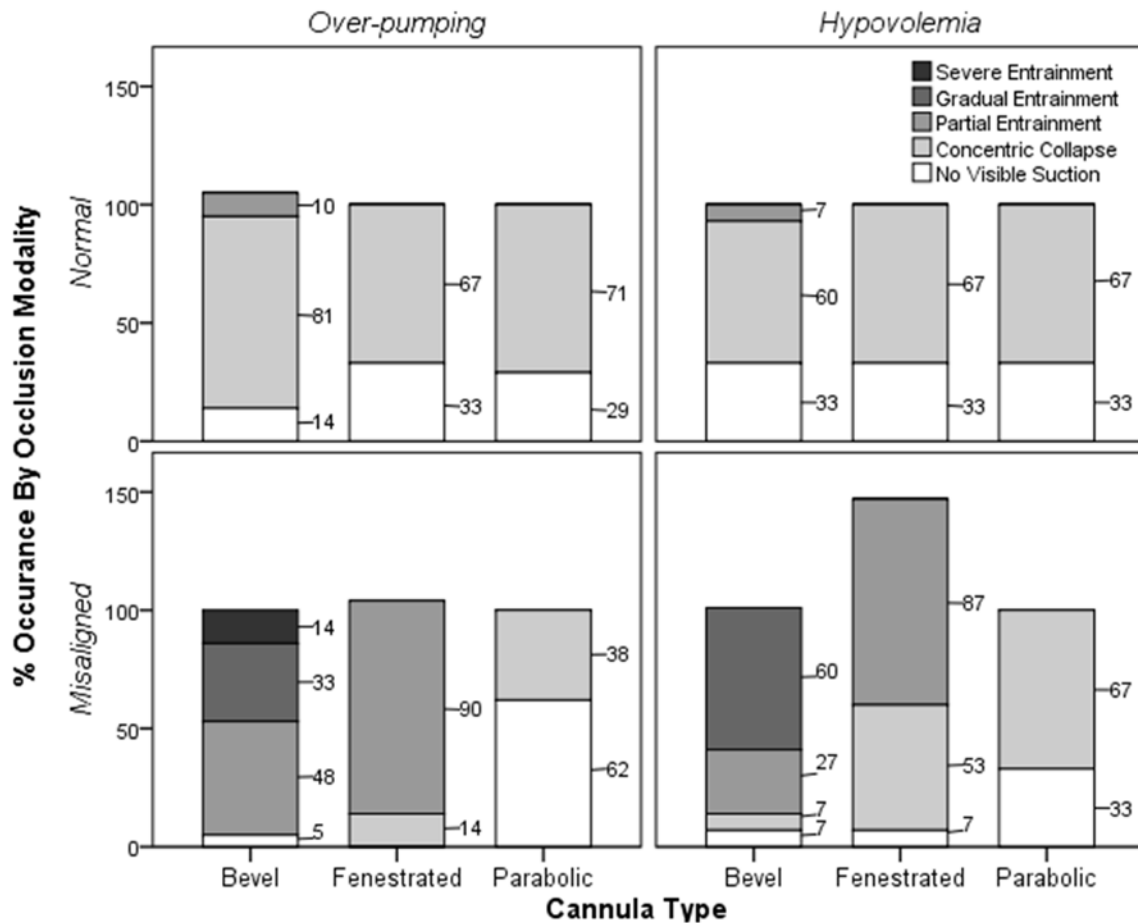 Over-pumping
Hypovolemia
% Occurance By Occlusion Modality
Normal
150
100
50
0
10
81
14
67
33
71
29
Severe Entrainment
Gradual Entrainment
Partial Entrainment
Concentric Collapse
No Visible Suction
7
60
33
67
33
67
33
Misaligned
150
100
50
0
14
33
48
5
90
14
38
62
60
27
7
7
87
53
7
67
33
Bevel
Fenestrated
Parabolic
Bevel
Fenestrated
Parabolic
Cannula Type